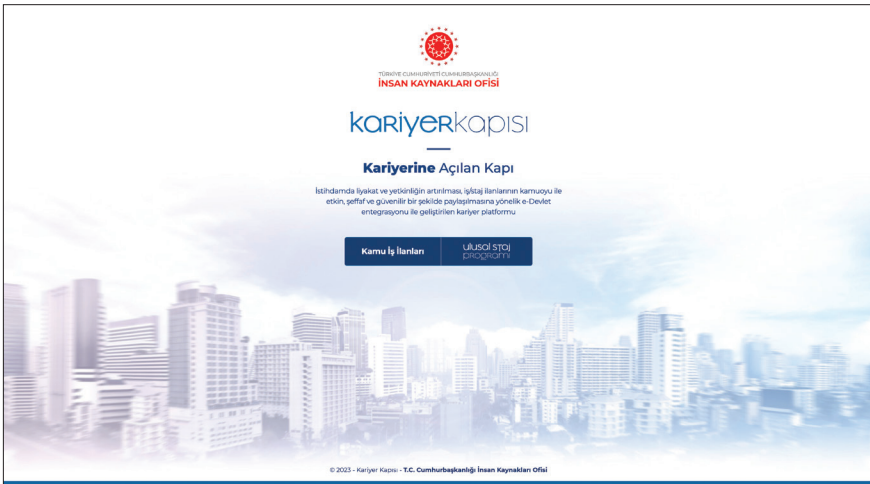 TÜRKİYE CUMHURİYETİ CUMHURBAŞKANLIĞI
İNSAN KAYNAKLARI OFİSİ
kariyerkapısı
Kariyerine Açılan Kapı
İstihdamda liyakat ve yetkinliğin artırılması, iş/staj ilanlarının kamuoyu ile
etkin, şeffaf ve güvenilir bir şekilde paylaşılmasına yönelik e-Devlet
entegrasyonu ile geliştirilen kariyer platformu
Kamu İş İlanları
ulusal staj
programı
© 2023 - Kariyer Kapısı - T.C. Cumhurbaşkanlığı İnsan Kaynakları Ofisi